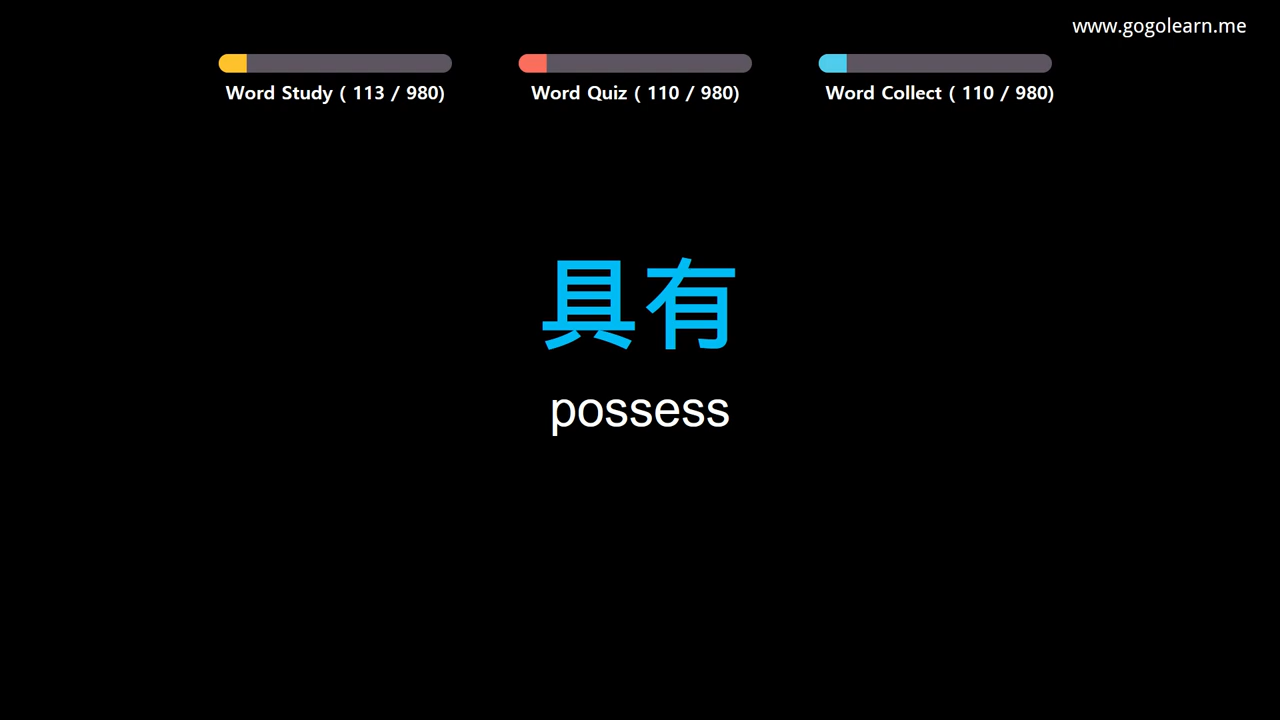 www.gogolearn.me
Word Study ( 113 / 980)
Word Quiz ( 110 / 980)
Word Collect ( 110 / 980)
具有
possess